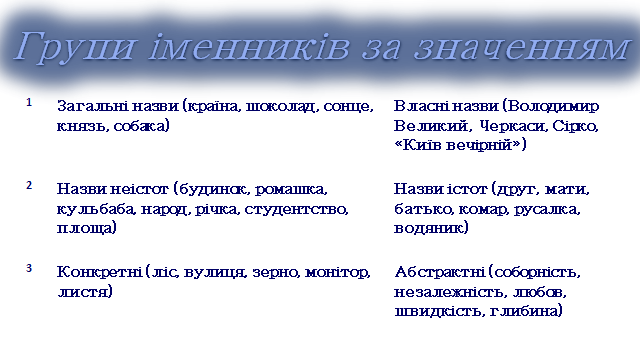 Групи іменників за значенням
1 Загальні назви (країна, шоколад, сонце,
князь, собака)
Власні назви (Володимир
Великий, Черкаси, Сірко,
«Київ вечірній»)
2 Назви неістот (будинок, ромашка,
кульбаба, народ, річка, студентство,
площа)
Назви істот (друг, мати,
батько, комар, русалка,
водяник)
3 Конкретні (ліс, вулиця, зерно, монітор,
листя)
Абстрактні (соборність,
незалежність, любов,
швидкість, глибина)